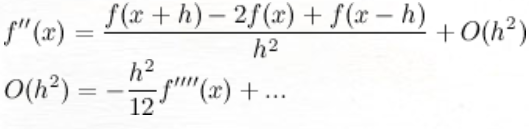 f''(x) = \frac{f(x + h) - 2f(x) + f(x - h)}{h^2} + O(h^2)
O(h^2) = -\frac{h^2}{12} f''''(x) + ...